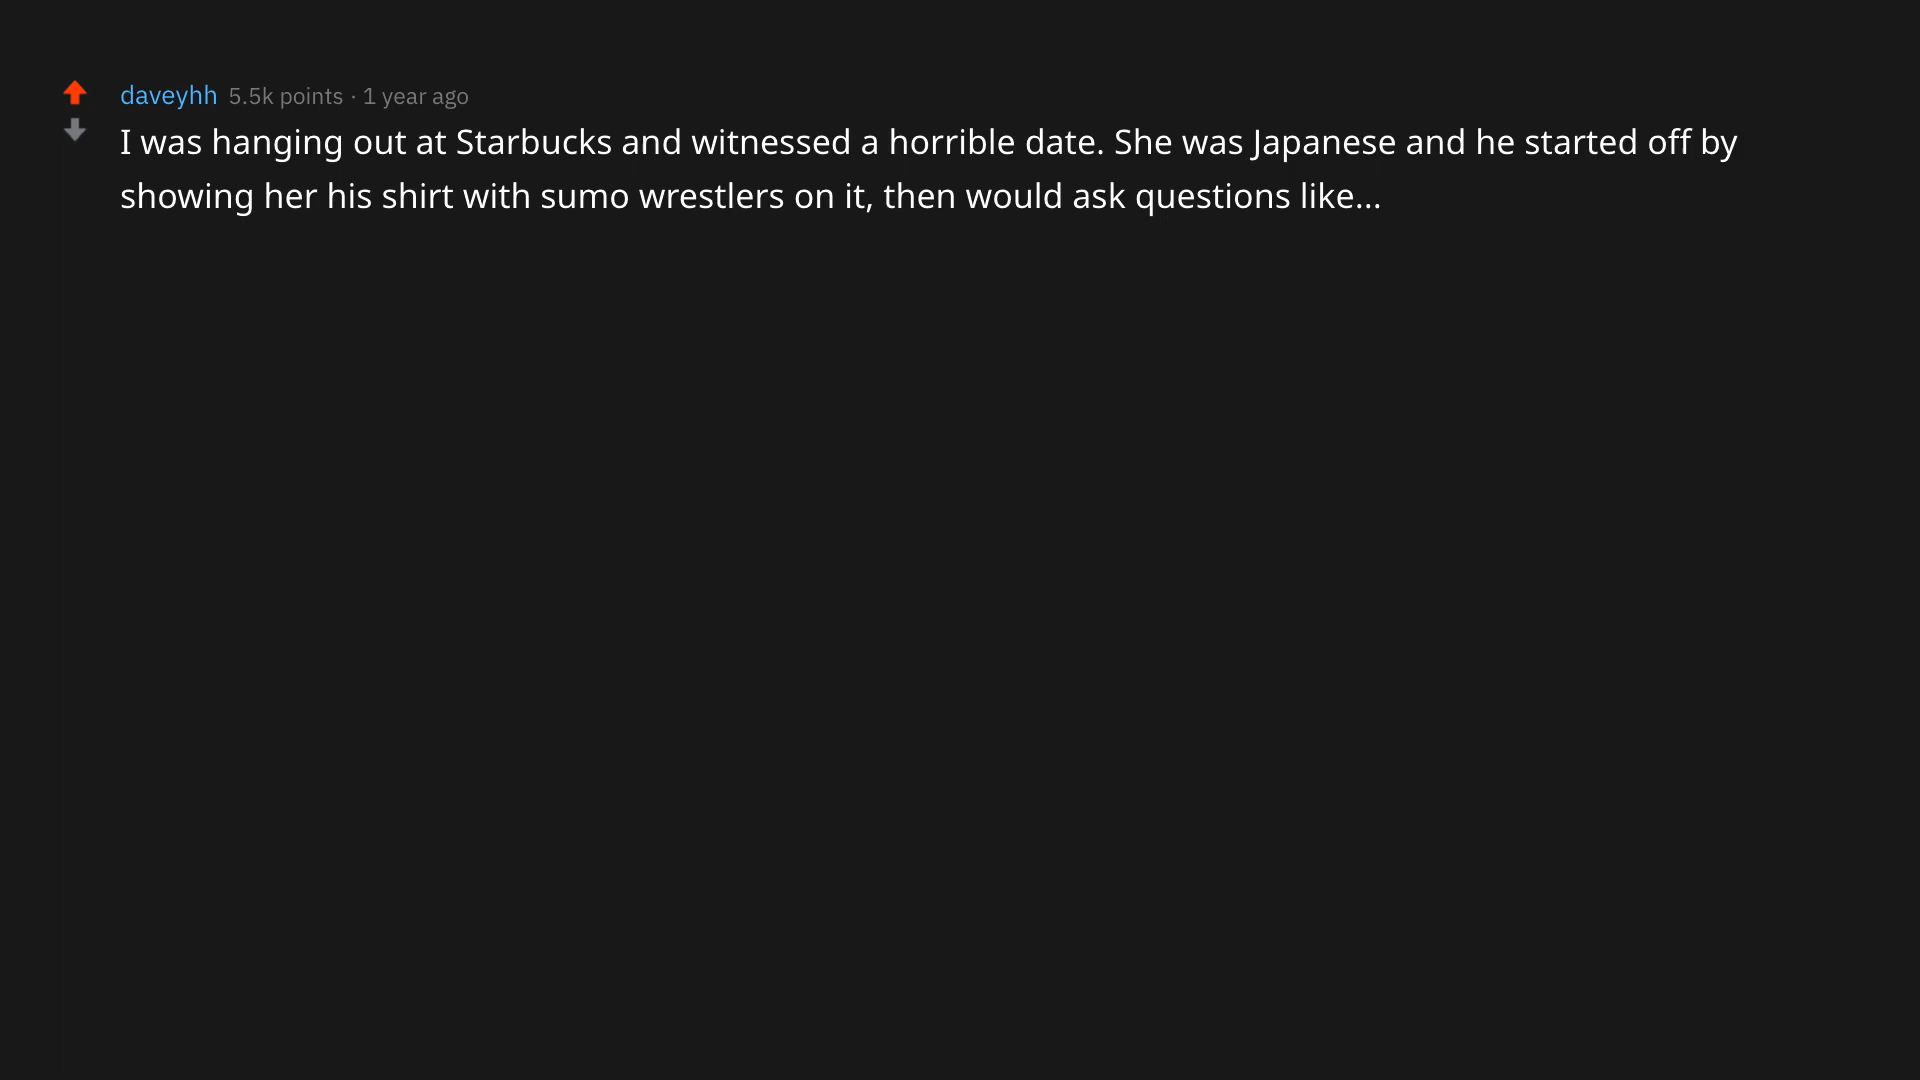 daveyhh 5.5k points · 1 year ago
I was hanging out at Starbucks and witnessed a horrible date. She was Japanese and he started off by
showing her his shirt with sumo wrestlers on it, then would ask questions like...